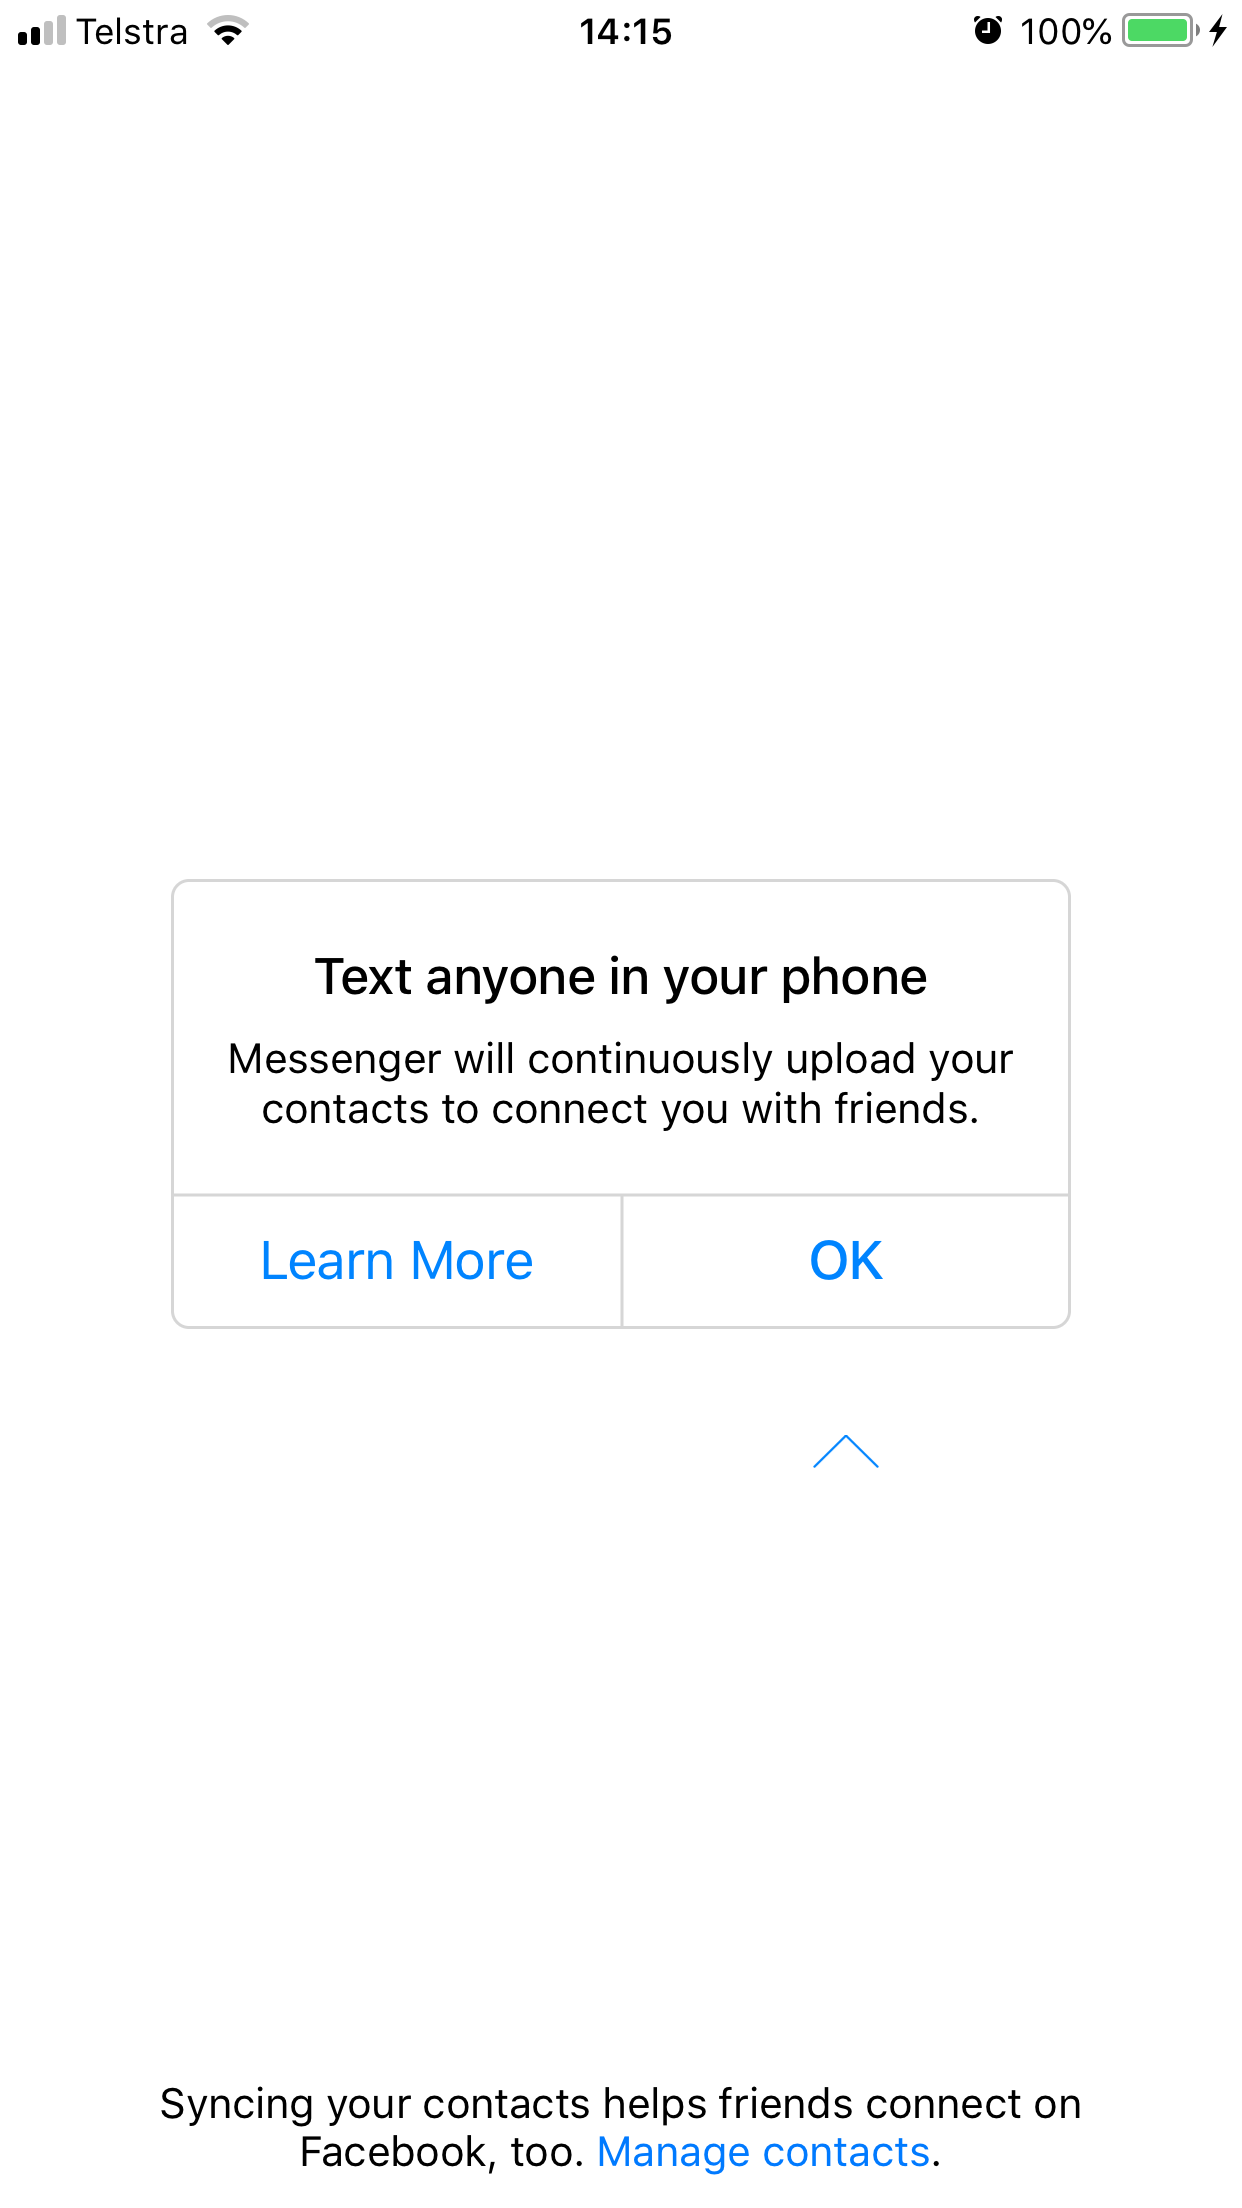 Telstra 14:15 100%
Text anyone in your phone
Messenger will continuously upload your
contacts to connect you with friends.
Learn More OK
Syncing your contacts helps friends connect on
Facebook, too. Manage contacts.